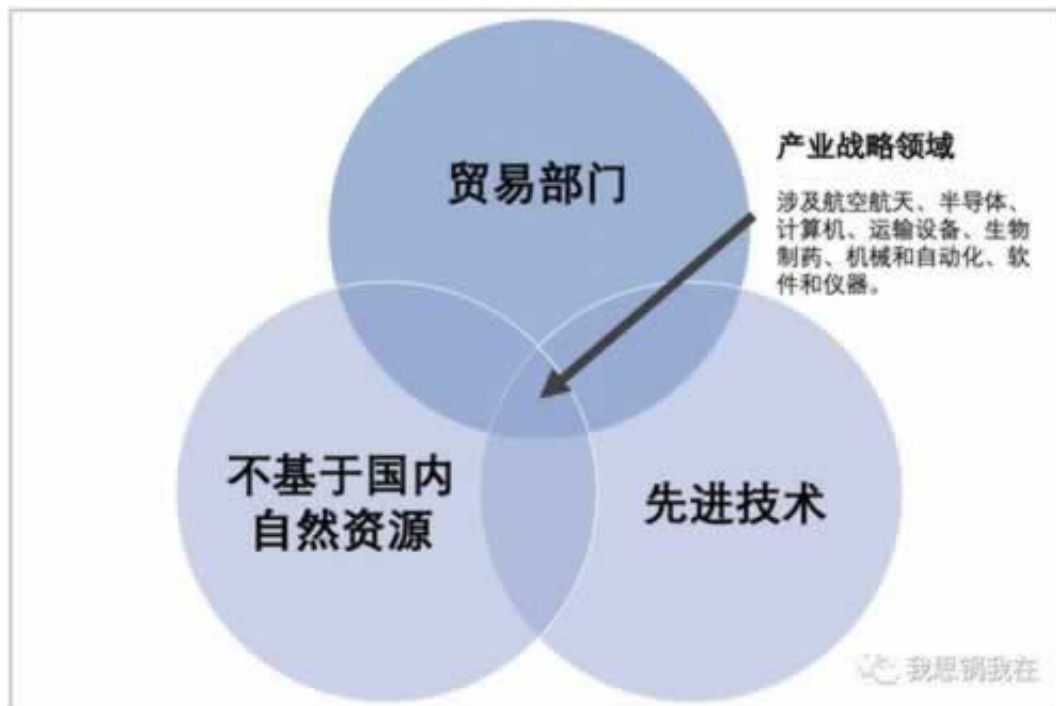 贸易部门
产业战略领域
涉及航空航天、半导体、
计算机、运输设备、生物
制药、机械和自动化、软
件和仪器。
不基于国内
自然资源
先进技术
我思锅我在